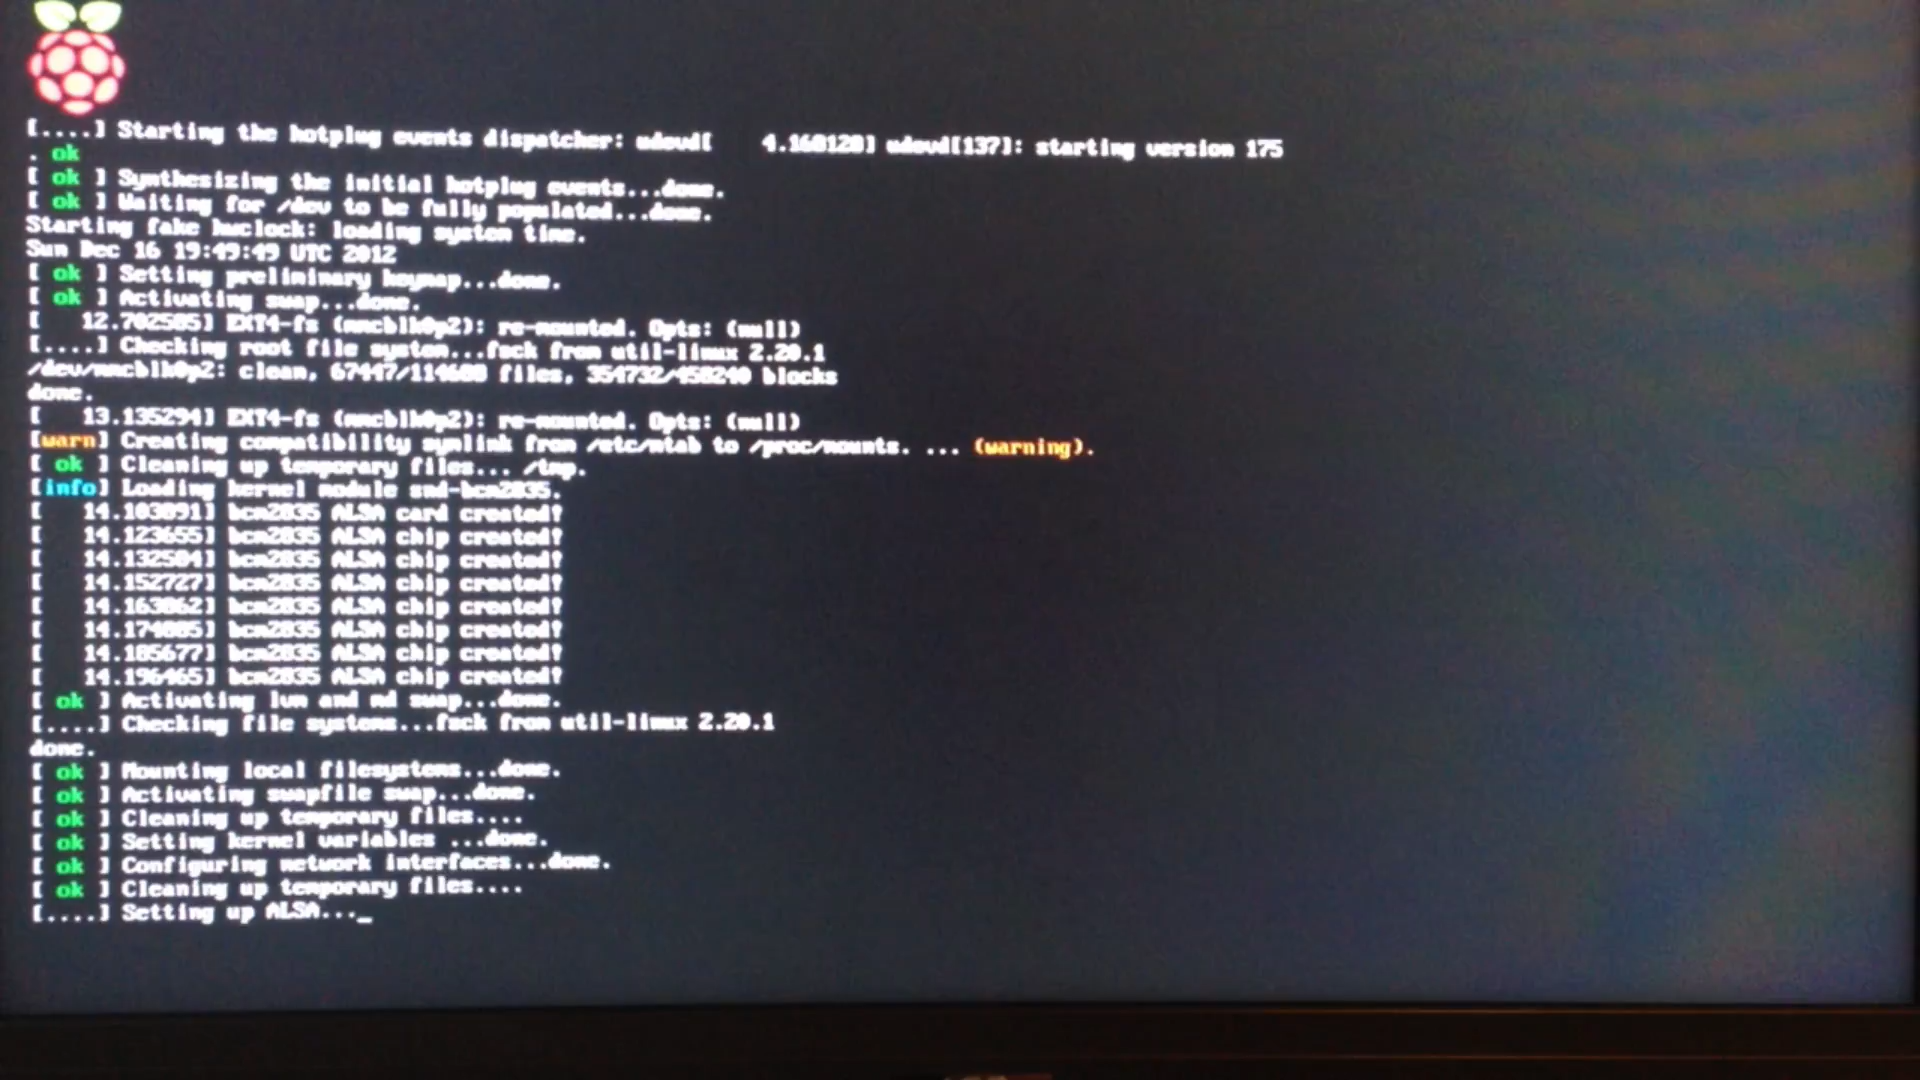 [....] Starting the hotplug events dispatcher: udevd[    4.160120] udevd[137]: starting version 175
. ok
[ ok ] Synthesizing the initial hotplug events...done.
[ ok ] Waiting for /dev to be fully populated...done.
Starting fake hwclock: loading system time.
Sun Dec 16 19:49:49 UTC 2012
[ ok ] Setting preliminary keymap...done.
[ ok ] Activating swap...done.
[   12.702585] EXT4-fs (mmcblk0p2): re-mounted. Opts: (null)
[....] Checking root file system...fsck from util-linux 2.20.1
/dev/mmcblk0p2: clean, 67447/114688 files, 354732/458240 blocks
done.
[   13.135294] EXT4-fs (mmcblk0p2): re-mounted. Opts: (null)
[warn] Creating compatibility symlink from /etc/mtab to /proc/mounts. ... (warning).
[ ok ] Cleaning up temporary files... /tmp.
[info] Loading kernel module snd-bcm2835.
[   14.103891] bcm2835 ALSA card created!
[   14.123655] bcm2835 ALSA chip created!
[   14.132504] bcm2835 ALSA chip created!
[   14.152727] bcm2835 ALSA chip created!
[   14.163862] bcm2835 ALSA chip created!
[   14.174885] bcm2835 ALSA chip created!
[   14.185677] bcm2835 ALSA chip created!
[   14.196465] bcm2835 ALSA chip created!
[ ok ] Activating lvm and md swap...done.
[....] Checking file systems...fsck from util-linux 2.20.1
done.
[ ok ] Mounting local filesystems...done.
[ ok ] Activating swapfile swap...done.
[ ok ] Cleaning up temporary files....
[ ok ] Setting kernel variables ...done.
[ ok ] Configuring network interfaces...done.
[ ok ] Cleaning up temporary files....
[....] Setting up ALSA..._